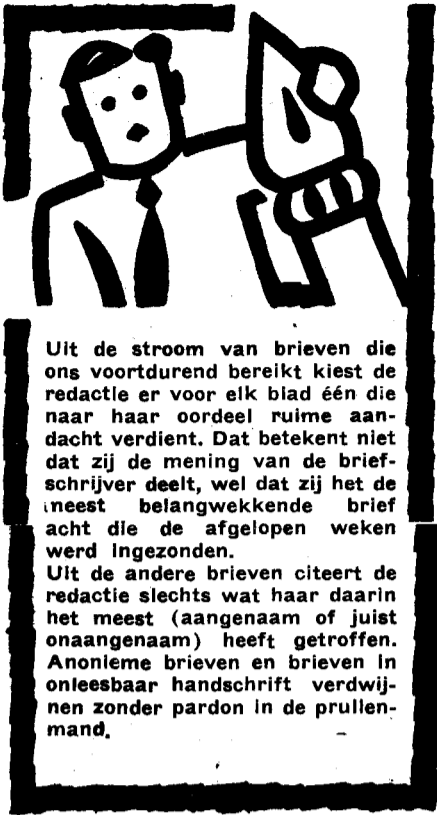 Uit de stroom van brieven die
ons voortdurend bereikt kiest de
redactie er voor elk blad één die
naar haar oordeel ruime aan-
dacht verdient. Dat betekent niet
dat zij de mening van de brief-
schrijver deelt, wel dat zij het de
meest belangwekkende brief
acht die de afgelopen weken
werd ingezonden.
Uit de andere brieven citeert de
redactie slechts wat haar daarin
het meest (aangenaam of juist
onaangenaam) heeft getroffen.
Anonieme brieven en brieven in
onleesbaar handschrift verdwij-
nen zonder pardon in de prullen-
mand.